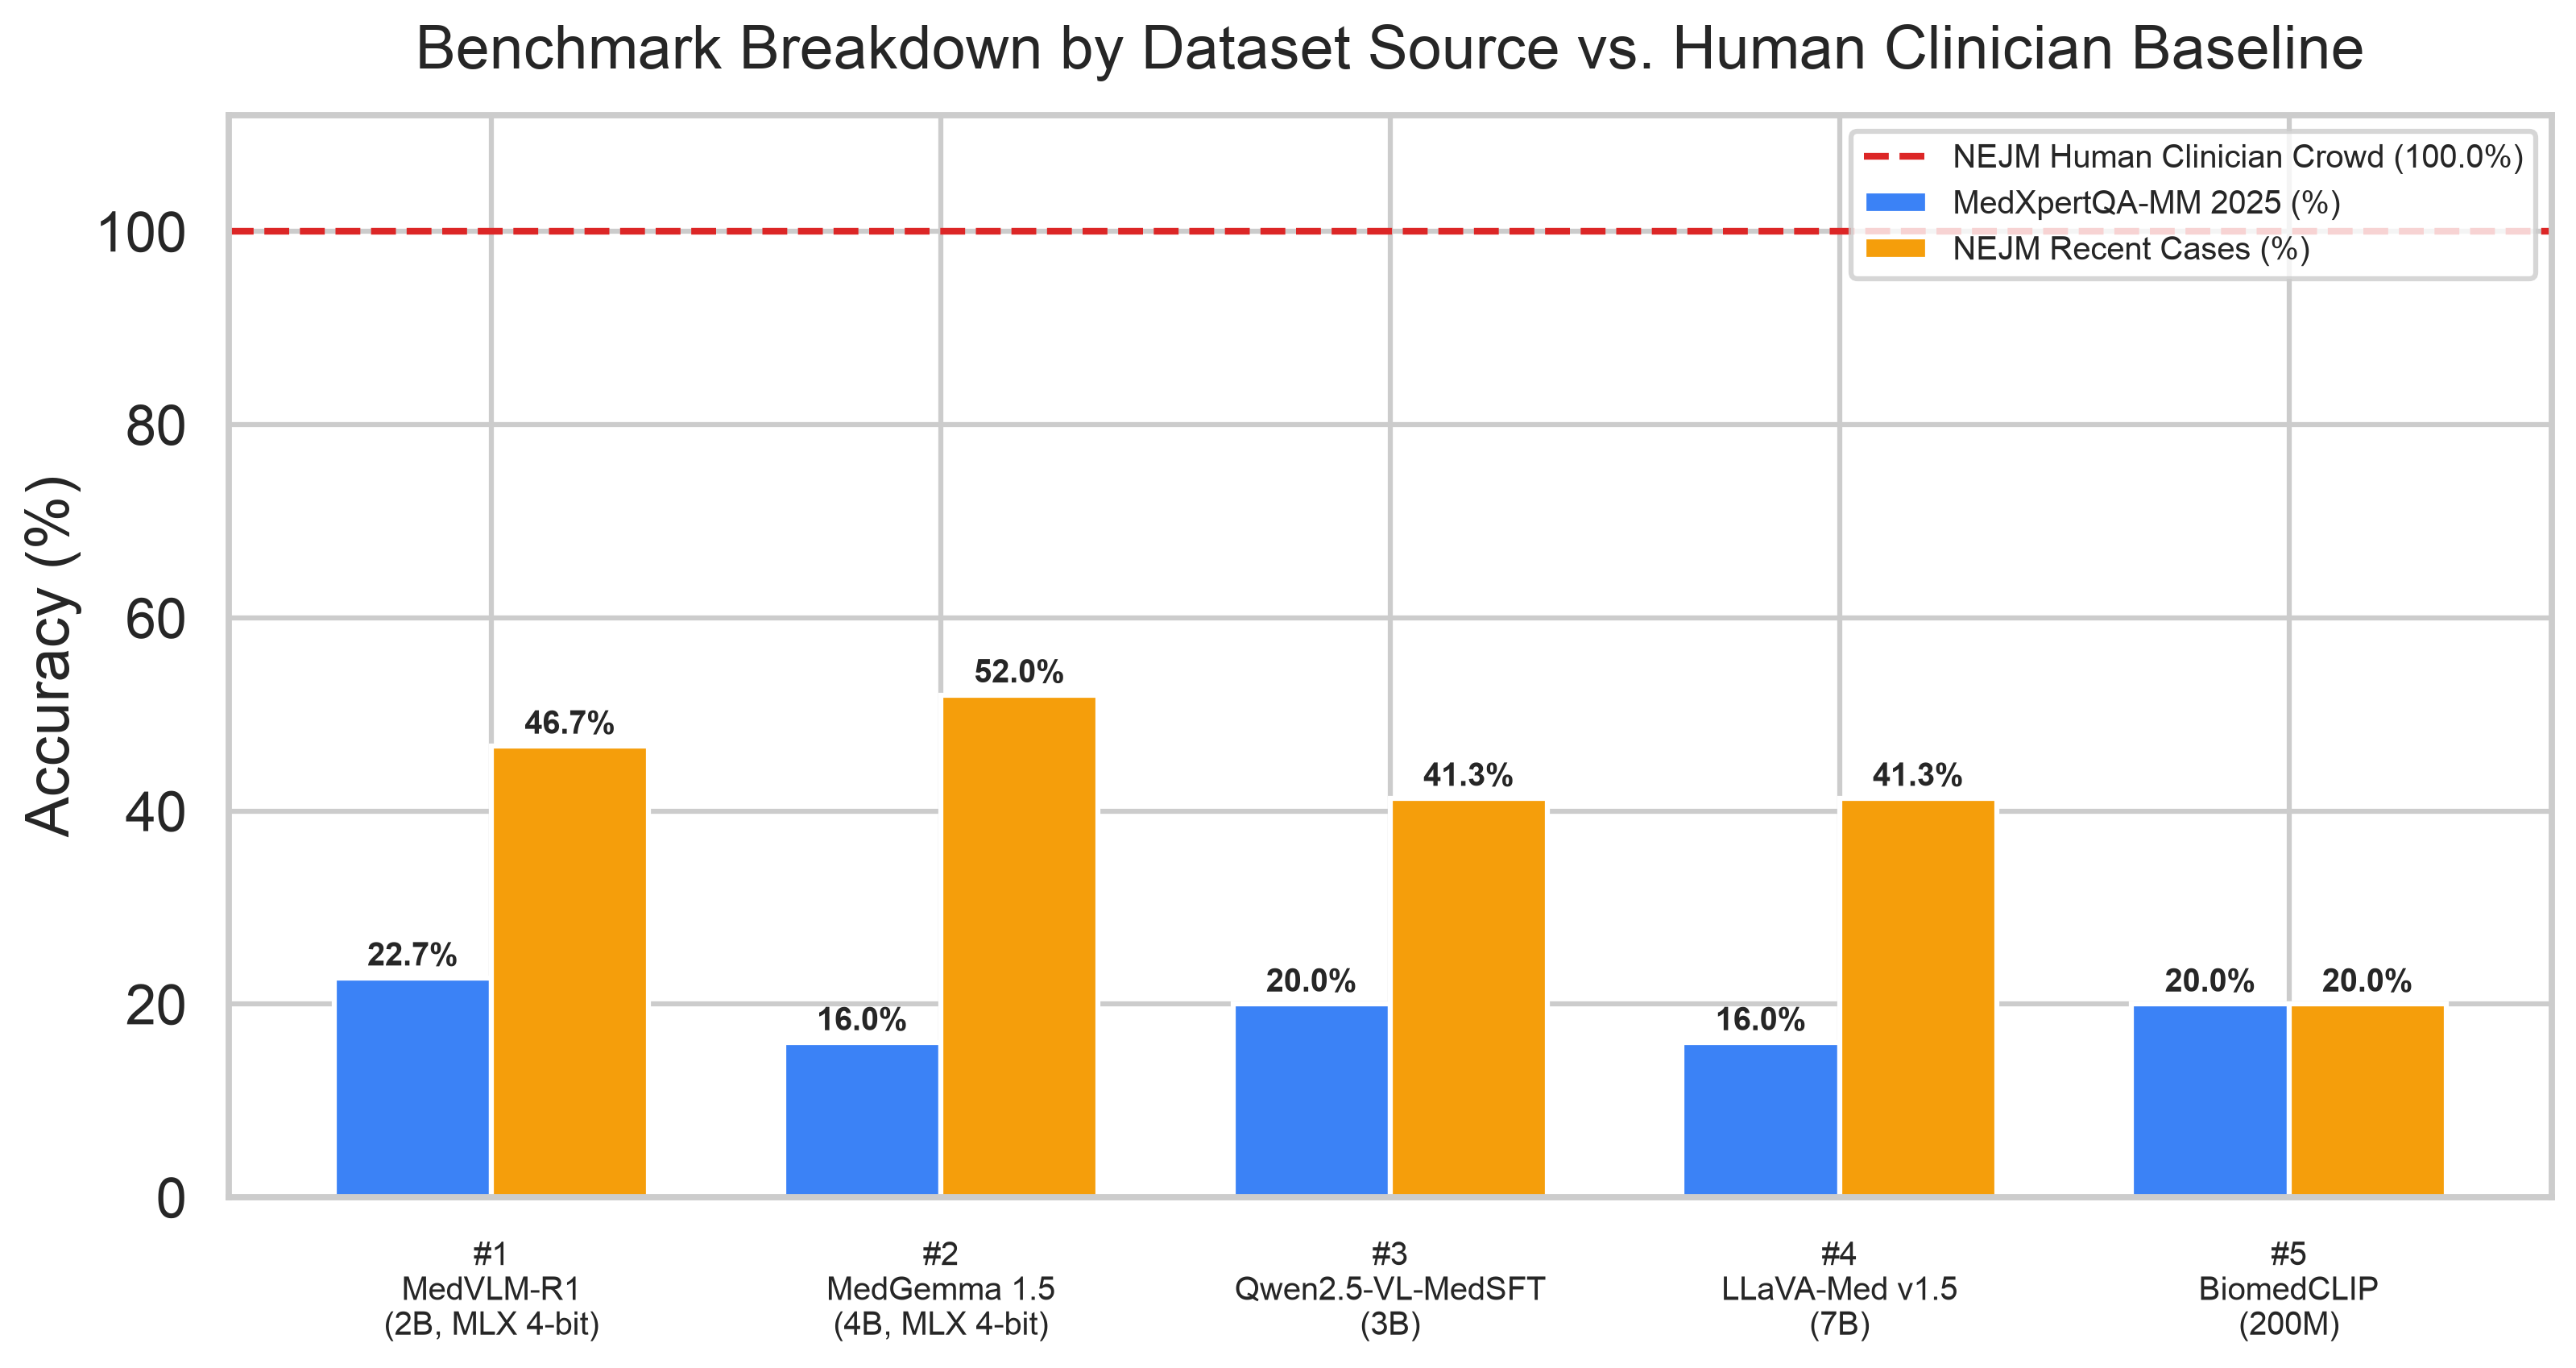 Benchmark Breakdown by Dataset Source vs. Human Clinician Baseline
NEJM Human Clinician Crowd (100.0%)
MedXpertQA-MM 2025 (%)
NEJM Recent Cases (%)
Accuracy (%)
100
80
60
40
20
0
22.7%
46.7%
16.0%
52.0%
20.0%
41.3%
16.0%
41.3%
20.0%
20.0%
#1
MedVLM-R1
(2B, MLX 4-bit)
#2
MedGemma 1.5
(4B, MLX 4-bit)
#3
Qwen2.5-VL-MedSFT
(3B)
#4
LLaVA-Med v1.5
(7B)
#5
BiomedCLIP
(200M)